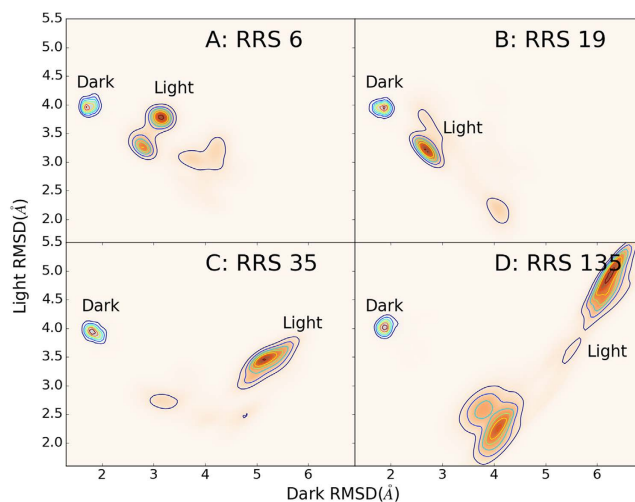 A: RRS 6
B: RRS 19
Dark
Light
Dark
Light
C: RRS 35
D: RRS 135
Dark
Light
Dark
Light
Light RMSD(Å)
5.5
5.0
4.5
4.0
3.5
3.0
2.5
2.0
5.5
5.0
4.5
4.0
3.5
3.0
2.5
2.0
2 3 4 5 6 2 3 4 5 6
Dark RMSD(Å)